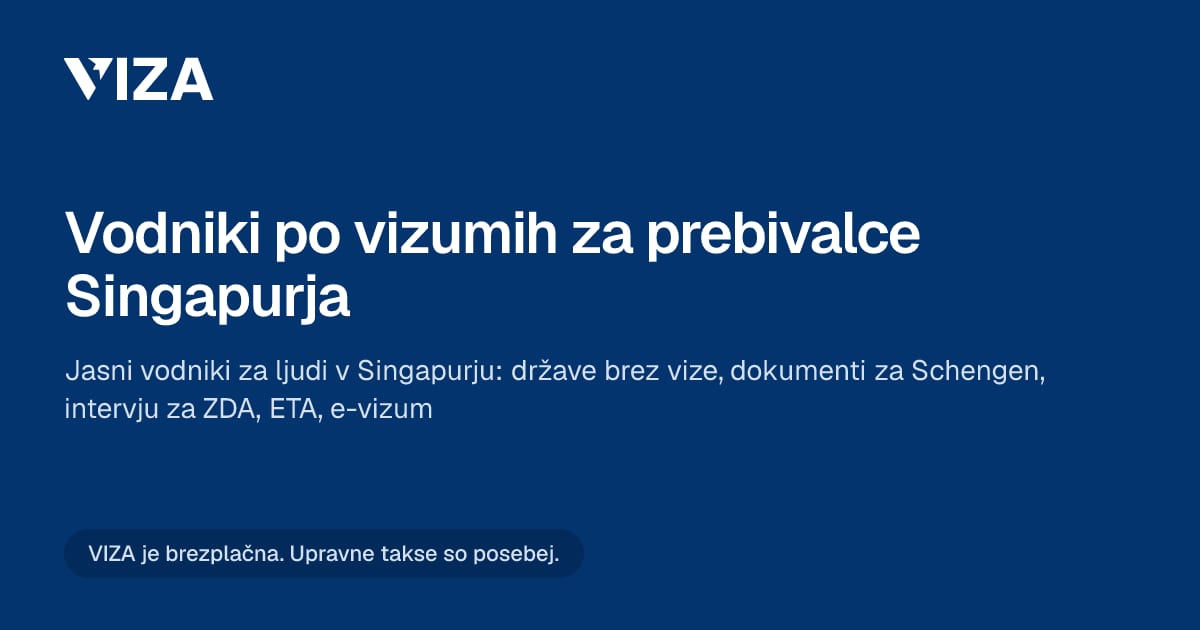 VIZA
Vodniki po vizumih za prebivalce
Singapurja
Jasni vodniki za ljudi v Singapurju: države brez vize, dokumenti za Schengen,
intervju za ZDA, ETA, e-vizum
VIZA je brezplačna. Upravne takse so posebej.